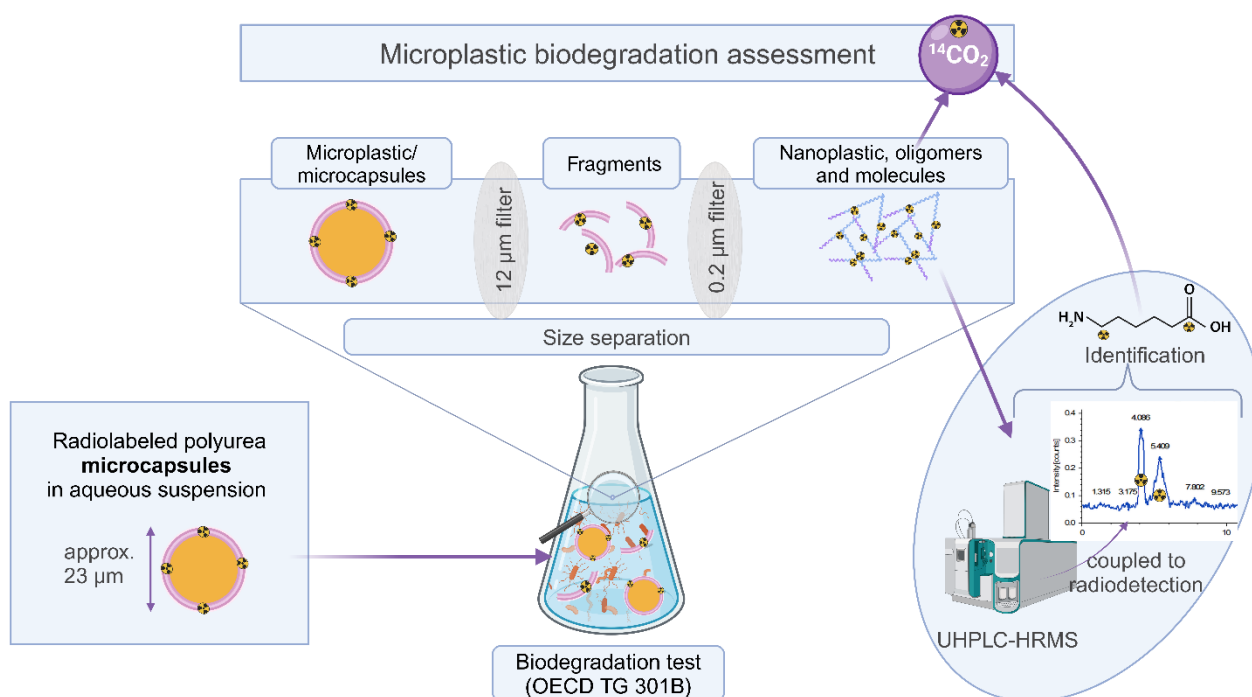 Microplastic biodegradation assessment
¹⁴CO₂
Microplastic/
microcapsules
Fragments
Nanoplastic, oligomers
and molecules
12 µm filter
0.2 µm filter
Size separation
Radiolabeled polyurea
microcapsules
in aqueous suspension
approx.
23 µm
Biodegradation test
(OECD TG 301B)
H₂N
O
OH
Identification
Intensity [counts]
0.4
0.3
0.2
0.1
0.0
4.086
5.409
1.315
3.175
7.802
9.573
0
10
coupled to
radiodetection
UHPLC-HRMS